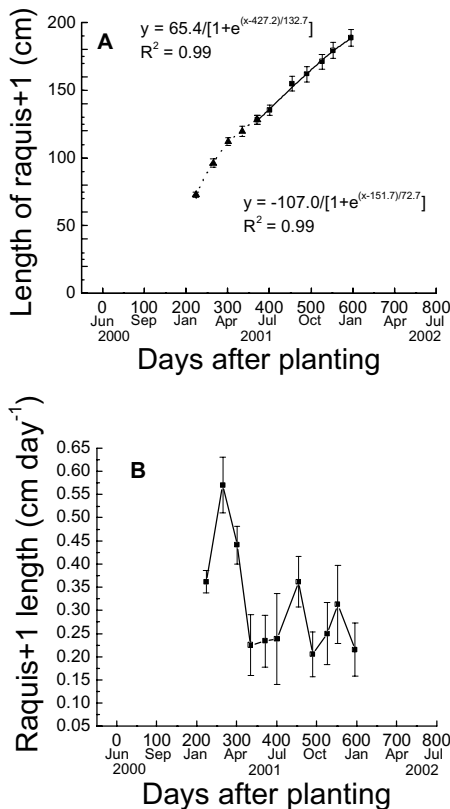 A
y = 65.4/[1+e^(x-427.2)/132.7]
R² = 0.99
y = -107.0/[1+e^(x-151.7)/72.7]
R² = 0.99
Length of raquis+1 (cm)
200
150
100
50
0
0 100 200 300 400 500 600 700 800
Jun Sep Jan Apr Jul Oct Jan Apr Jul
2000 2001 2002
Days after planting
B
Raquis+1 length (cm day⁻¹)
0.65
0.60
0.55
0.50
0.45
0.40
0.35
0.30
0.25
0.20
0.15
0.10
0.05
0 100 200 300 400 500 600 700 800
Jun Sep Jan Apr Jul Oct Jan Apr Jul
2000 2001 2002
Days after planting